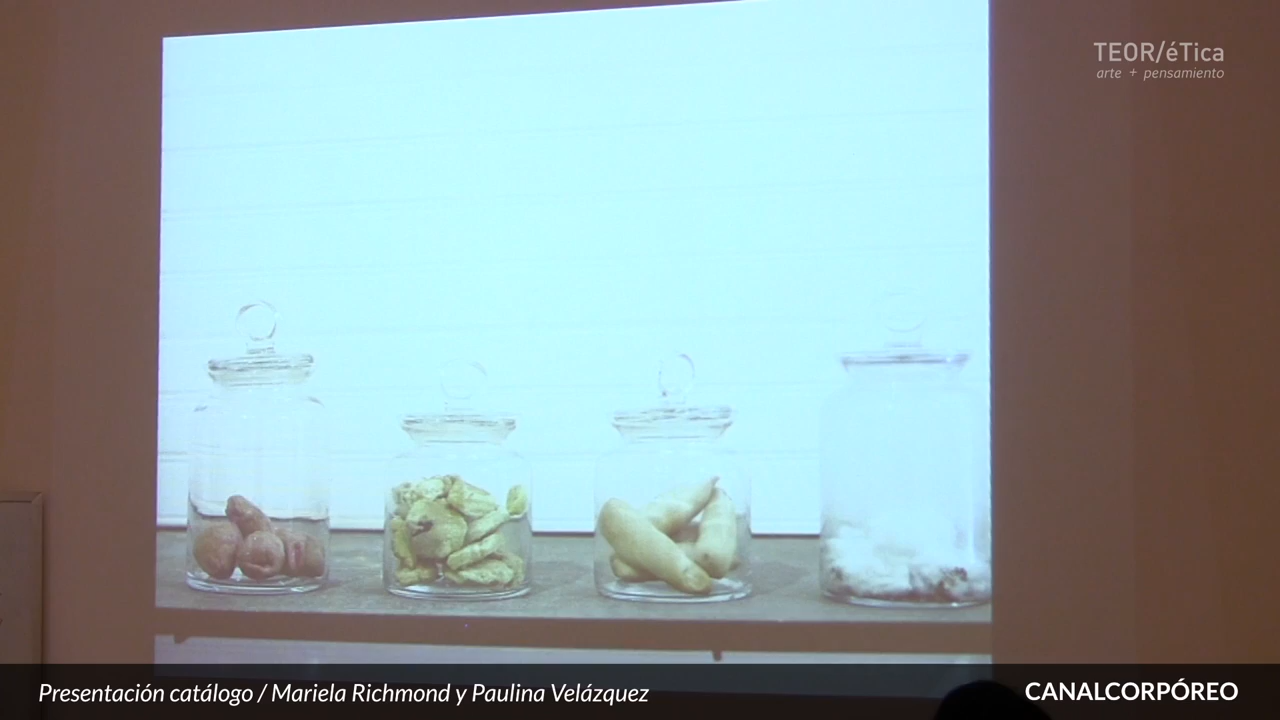 TEOR/éTica
arte + pensamiento
Presentación catálogo / Mariela Richmond y Paulina Velázquez
CANALCORPÓREO